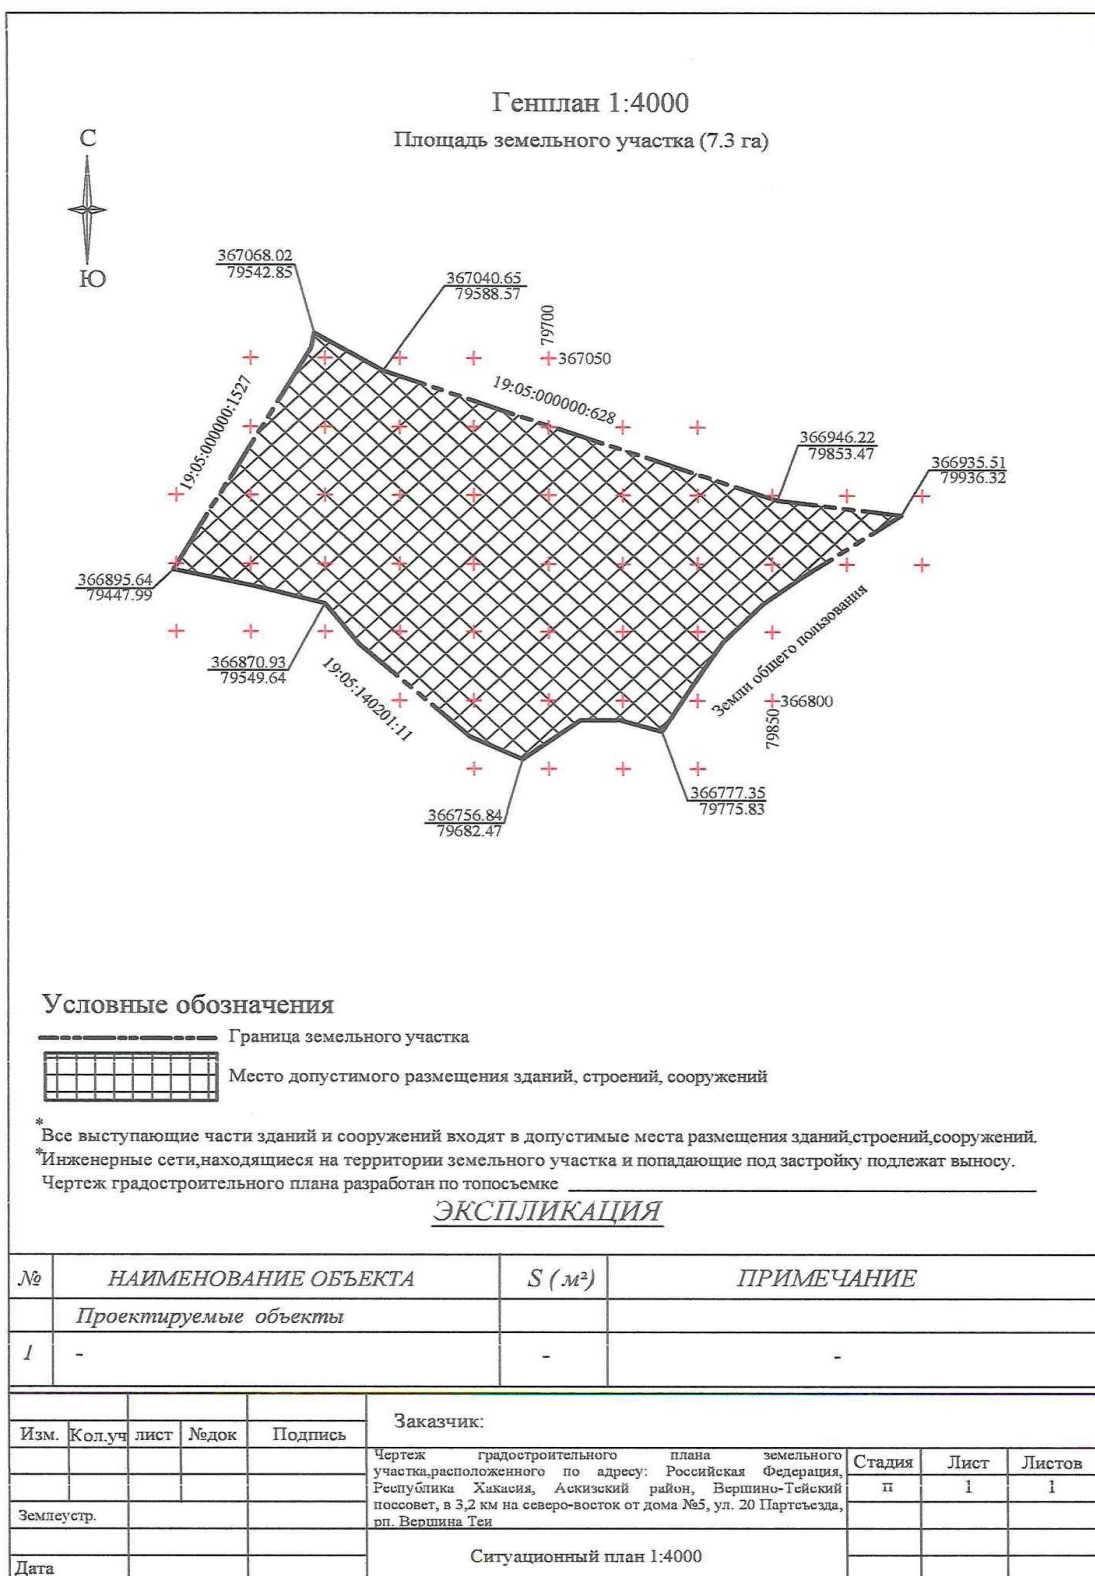 Генплан 1:4000
Площадь земельного участка (7.3 га)
С
Ю
367068.02
79542.85
367040.65
79588.57
79700
367050
19:05:000000:1527
19:05:000000:628
366946.22
79853.47
366935.51
79936.32
366895.64
79447.99
366870.93
79549.64
19:05:140201:11
Земли общего пользования
366800
79850
366777.35
79775.83
366756.84
79682.47
Условные обозначения
Граница земельного участка
Место допустимого размещения зданий, строений, сооружений
*Все выступающие части зданий и сооружений входят в допустимые места размещения зданий,строений,сооружений.
*Инженерные сети,находящиеся на территории земельного участка и попадающие под застройку подлежат выносу.
Чертеж градостроительного плана разработан по топосъемке
ЭКСПЛИКАЦИЯ
№ НАИМЕНОВАНИЕ ОБЪЕКТА S (м²) ПРИМЕЧАНИЕ
Проектируемые объекты
1 - - -
Заказчик:
Изм. Кол.уч лист №док Подпись
Чертеж градостроительного плана земельного
участка,расположенного по адресу: Российская Федерация,
Республика Хакасия, Аскизский район, Вершино-Тейский
поссовет, в 3,2 км на северо-восток от дома №5, ул. 20 Партсъезда,
рп. Вершина Теи
Стадия Лист Листов
п 1 1
Землеустр.
Ситуационный план 1:4000
Дата